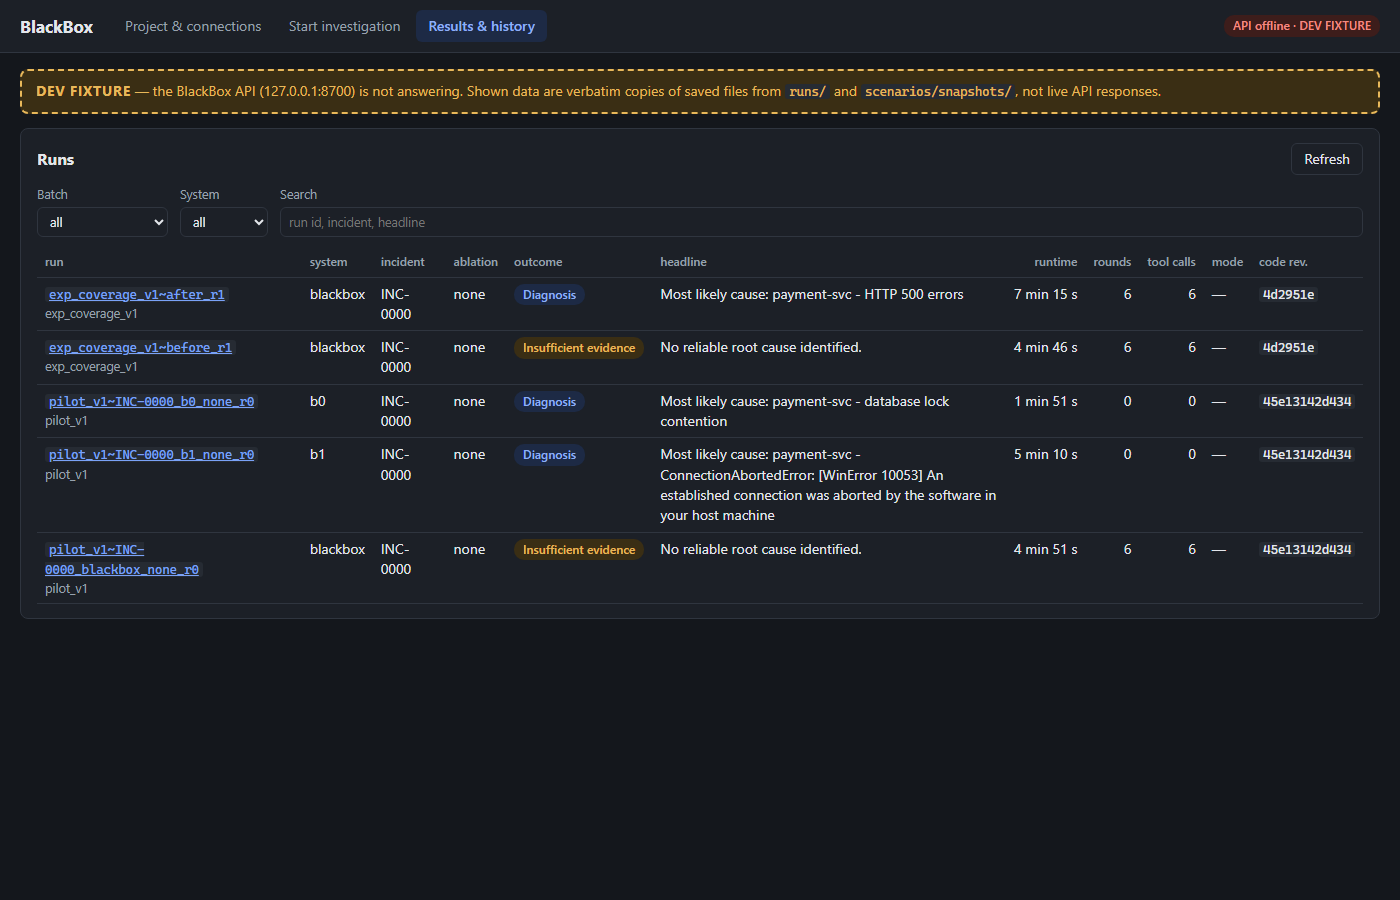 BlackBox Project & connections Start investigation Results & history API offline · DEV FIXTURE
DEV FIXTURE — the BlackBox API (127.0.0.1:8700) is not answering. Shown data are verbatim copies of saved files from runs/ and scenarios/snapshots/, not live API responses.
Runs Refresh
Batch System Search
all all run id, incident, headline
run system incident ablation outcome headline runtime rounds tool calls mode code rev.
exp_coverage_v1~after_r1 blackbox INC- none Diagnosis Most likely cause: payment-svc - HTTP 500 errors 7 min 15 s 6 6 — 4d2951e
exp_coverage_v1 0000
exp_coverage_v1~before_r1 blackbox INC- none Insufficient evidence No reliable root cause identified. 4 min 46 s 6 6 — 4d2951e
exp_coverage_v1 0000
pilot_v1~INC-0000_b0_none_r0 b0 INC- none Diagnosis Most likely cause: payment-svc - database lock 1 min 51 s 0 0 — 45e13142d434
pilot_v1 0000 contention
pilot_v1~INC-0000_b1_none_r0 b1 INC- none Diagnosis Most likely cause: payment-svc - 5 min 10 s 0 0 — 45e13142d434
pilot_v1 0000 ConnectionAbortedError: [WinError 10053] An
established connection was aborted by the software in
your host machine
pilot_v1~INC- blackbox INC- none Insufficient evidence No reliable root cause identified. 4 min 51 s 6 6 — 45e13142d434
0000_blackbox_none_r0 0000
pilot_v1